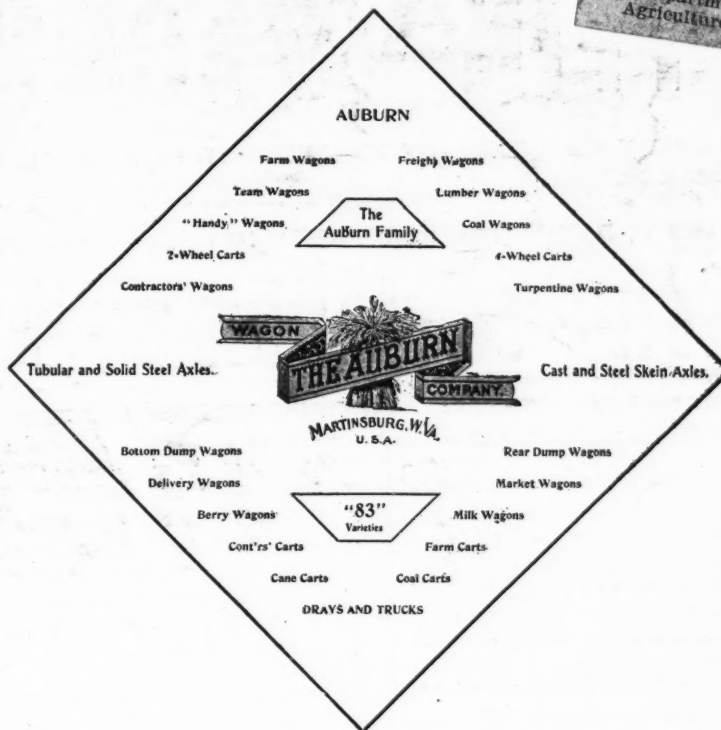 Agricultur
AUBURN
Farm Wagons Freight Wagons
Team Wagons Lumber Wagons
The
AuBurn Family
"Handy" Wagons Coal Wagons
2-Wheel Carts 4-Wheel Carts
Contractors' Wagons Turpentine Wagons
WAGON
THE AUBURN
COMPANY.
Tubular and Solid Steel Axles. Cast and Steel Skein Axles.
MARTINSBURG, W. VA.
U. S. A.
Bottom Dump Wagons Rear Dump Wagons
Delivery Wagons Market Wagons
"83"
Varieties
Berry Wagons Milk Wagons
Cont'rs' Carts Farm Carts
Cane Carts Coal Carts
DRAYS AND TRUCKS